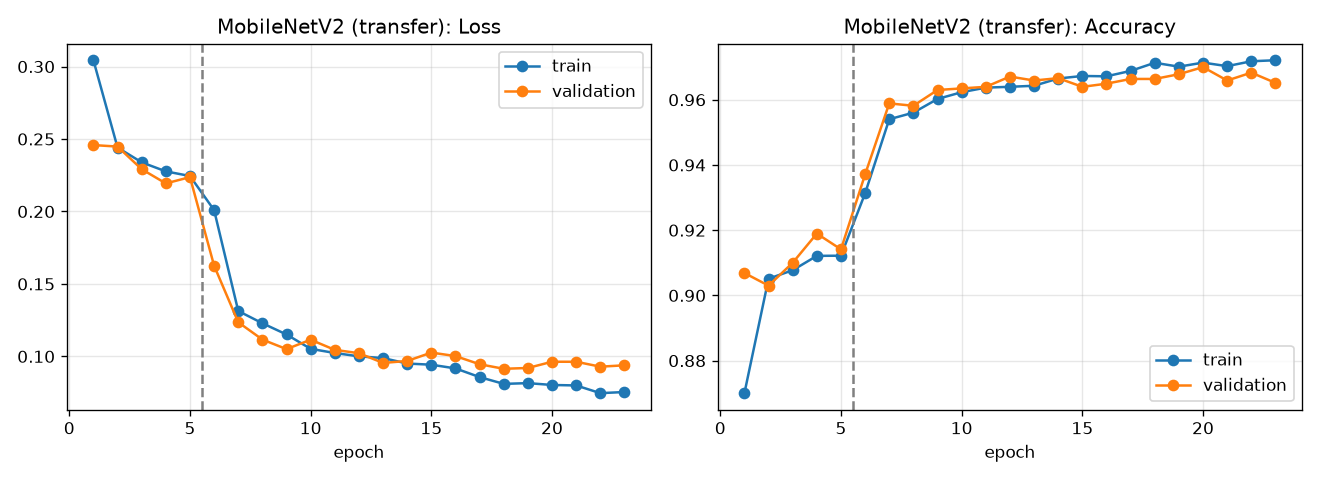 MobileNetV2 (transfer): Loss
0.30
0.25
0.20
0.15
0.10
0
5
10
15
20
epoch
train
validation
MobileNetV2 (transfer): Accuracy
0.96
0.94
0.92
0.90
0.88
0
5
10
15
20
epoch
train
validation